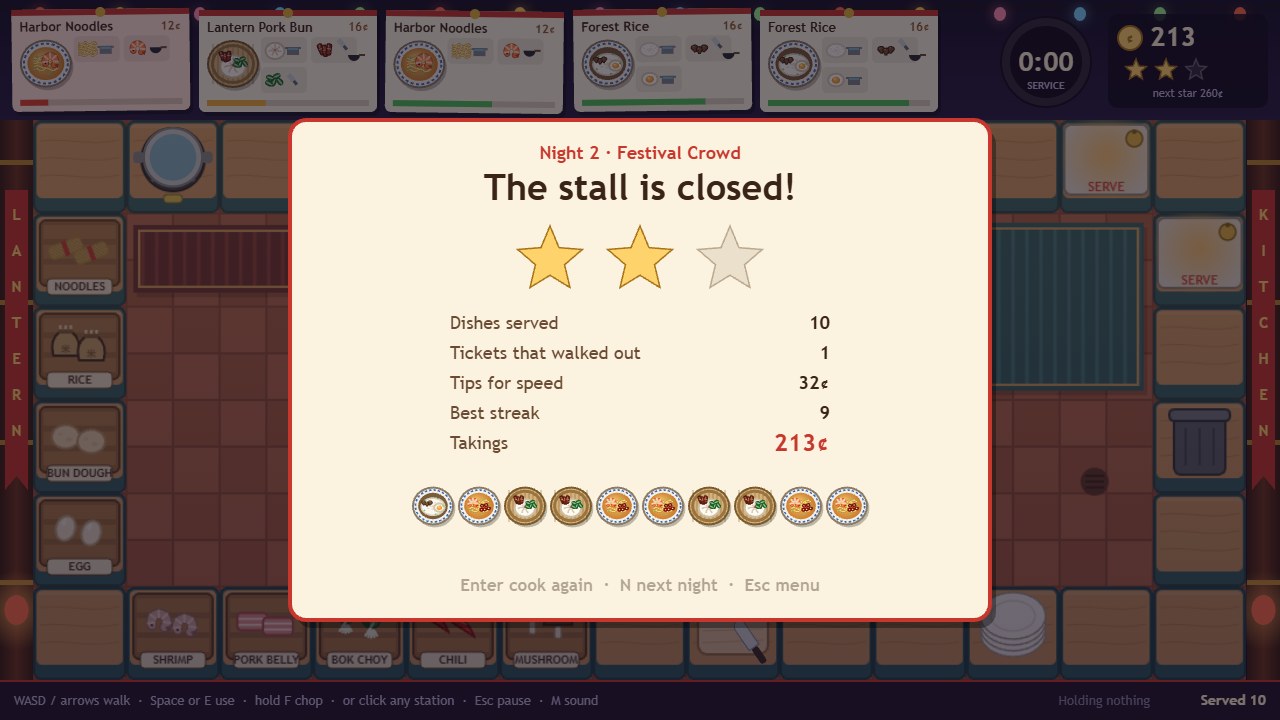 Harbor Noodles 12¢
Lantern Pork Bun 16¢
Harbor Noodles 12¢
Forest Rice 16¢
Forest Rice 16¢
0:00
SERVICE
¢ 213
next star 260¢
Night 2 · Festival Crowd
The stall is closed!
Dishes served 10
Tickets that walked out 1
Tips for speed 32¢
Best streak 9
Takings 213¢
Enter cook again · N next night · Esc menu
LANTERN
KITCHEN
SERVE
SERVE
NOODLES
RICE
BUN DOUGH
EGG
SHRIMP
PORK BELLY
BOK CHOY
CHILI
MUSHROOM
WASD / arrows walk · Space or E use · hold F chop · or click any station · Esc pause · M sound
Holding nothing
Served 10